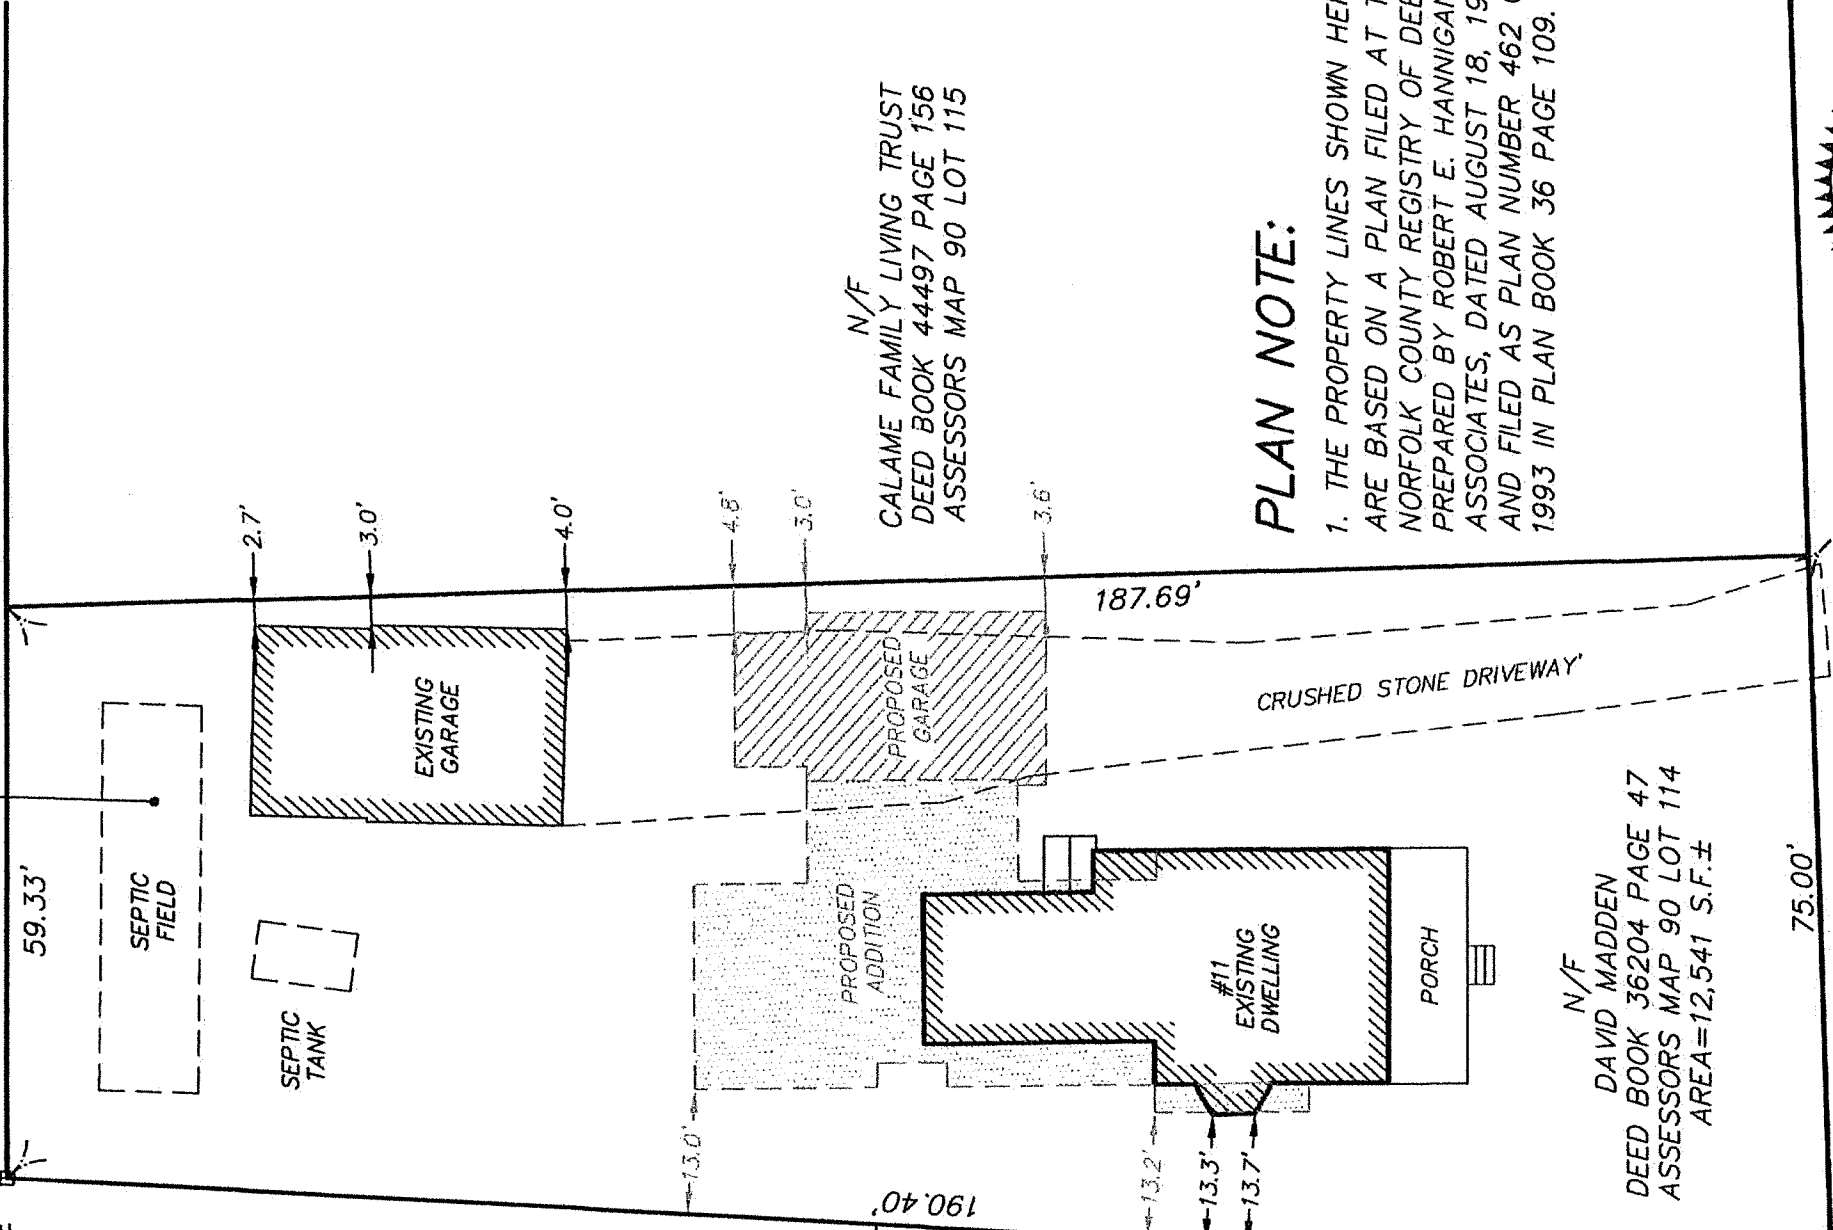 59.33'
SEPTIC
FIELD
SEPTIC
TANK
EXISTING
GARAGE
2.7'
3.0'
4.0'
4.8'
3.0'
3.6'
PROPOSED
GARAGE
PROPOSED
ADDITION
187.69'
CRUSHED STONE DRIVEWAY'
#11
EXISTING
DWELLING
PORCH
13.0'
13.2'
13.3'
13.7'
190.40'
75.00'
N/F
DAVID MADDEN
DEED BOOK 36204 PAGE 47
ASSESSORS MAP 90 LOT 114
AREA=12,541 S.F.±
N/F
CALAME FAMILY LIVING TRUST
DEED BOOK 44497 PAGE 156
ASSESSORS MAP 90 LOT 115
PLAN NOTE:
1. THE PROPERTY LINES SHOWN
ARE BASED ON A PLAN FILED AT
NORFOLK COUNTY REGISTRY OF
PREPARED BY ROBERT E. HANNIGAN
ASSOCIATES, DATED AUGUST 18,
AND FILED AS PLAN NUMBER 462
1993 IN PLAN BOOK 36 PAGE 109.